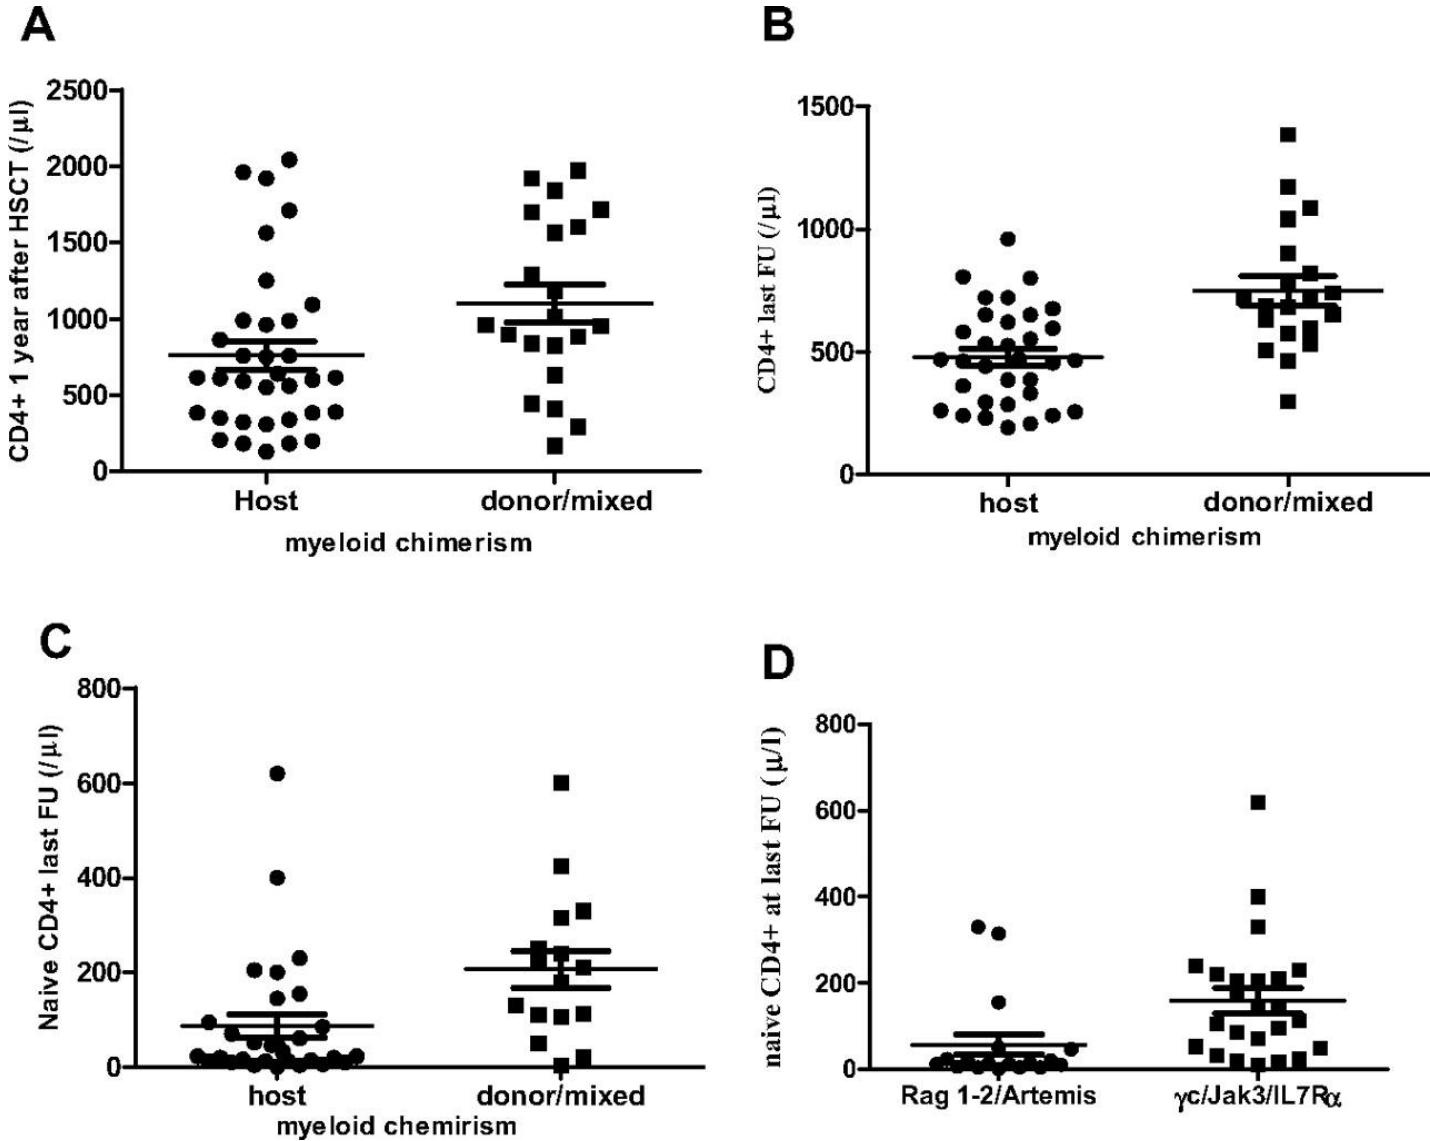 A
CD4+ 1 year after HSCT (/μl)
2500
2000
1500
1000
500
0
Host
donor/mixed
myeloid chimerism
B
CD4+ last FU (/μl)
1500
1000
500
0
host
donor/mixed
myeloid chimerism
C
Naive CD4+ last FU (/μl)
800
600
400
200
0
host
donor/mixed
myeloid chemirism
D
naive CD4+ at last FU (μ/l)
800
600
400
200
0
Rag 1-2/Artemis
γc/Jak3/IL7Rα